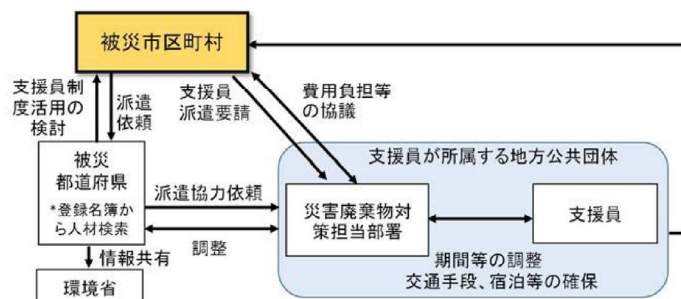 被災市区町村
支援員制
度活用の
検討
派遣
依頼
支援員
派遣要請
費用負担等
の協議
支援員が所属する地方公共団体
被災
都道府県
*登録名簿か
ら人材検索
派遣協力依頼
調整
災害廃棄物対
策担当部署
支援員
期間等の調整
交通手段、宿泊等の確保
情報共有
環境省